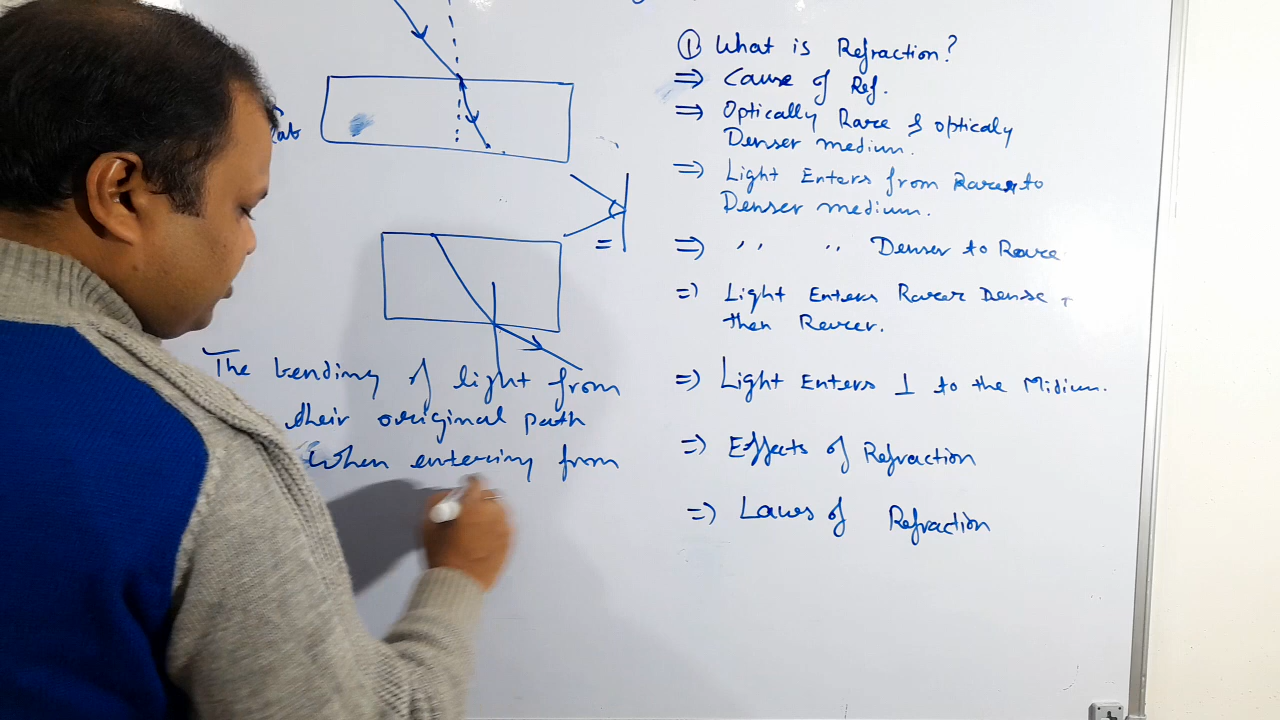 ① What is Refraction?
⇒ Cause of Ref.
⇒ Optically Rare & opticaly
Denser medium.
⇒ Light Enters from Rarer to
Denser medium.
⇒ ,, ,, Denser to Rarer
⇒ Light Enters Rarer Dense
then Rarer.
⇒ Light Enters ⊥ to the Midium.
⇒ Effects of Refraction
⇒ Laws of Refraction
=
The bending of light from
their original path
When entering from